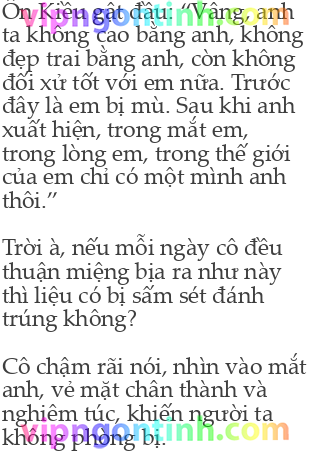 Ôn Kiều gật đầu: “Vâng, anh
ta không cao bằng anh, không
đẹp trai bằng anh, còn không
đối xử tốt với em nữa. Trước
đây là em bị mù. Sau khi anh
xuất hiện, trong mắt em,
trong lòng em, trong thế giới
của em chỉ có một mình anh
thôi.”
Trời à, nếu mỗi ngày cô đều
thuận miệng bịa ra như này
thì liệu có bị sấm sét đánh
trúng không?
Cô chậm rãi nói, nhìn vào mắt
anh, vẻ mặt chân thành và
nghiêm túc, khiến người ta
không phòng bị.
vipngontinh.com
vipngontinh.com